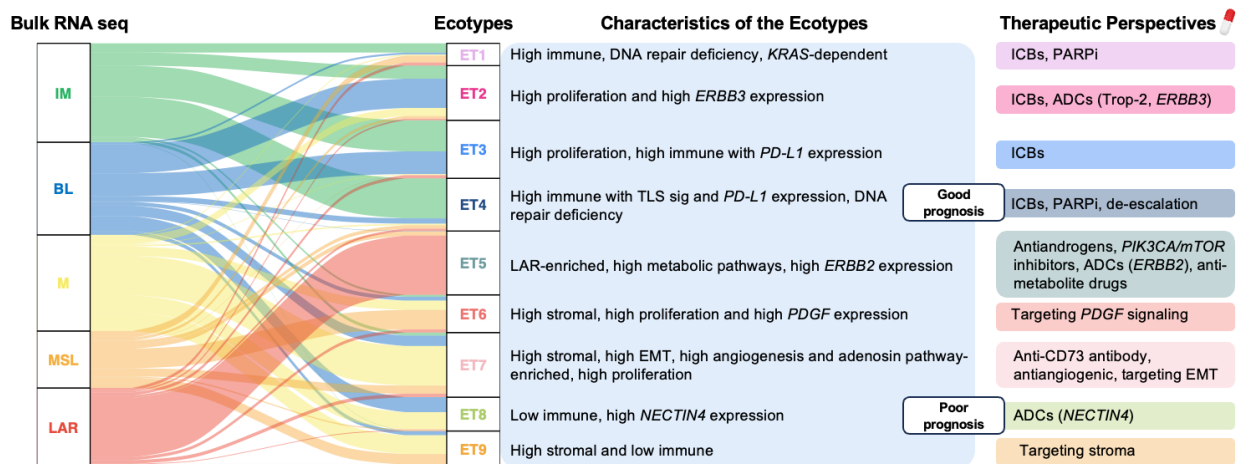 Bulk RNA seq
Ecotypes
Characteristics of the Ecotypes
Therapeutic Perspectives
IM
BL
M
MSL
LAR
ET1
High immune, DNA repair deficiency, KRAS-dependent
ICBs, PARPi
ET2
High proliferation and high ERBB3 expression
ICBs, ADCs (Trop-2, ERBB3)
ET3
High proliferation, high immune with PD-L1 expression
ICBs
ET4
High immune with TLS sig and PD-L1 expression, DNA
repair deficiency
Good
prognosis
ICBs, PARPi, de-escalation
ET5
LAR-enriched, high metabolic pathways, high ERBB2 expression
Antiandrogens, PIK3CA/mTOR
inhibitors, ADCs (ERBB2), anti-
metabolite drugs
ET6
High stromal, high proliferation and high PDGF expression
Targeting PDGF signaling
ET7
High stromal, high EMT, high angiogenesis and adenosin pathway-
enriched, high proliferation
Anti-CD73 antibody,
antiangiogenic, targeting EMT
ET8
Low immune, high NECTIN4 expression
Poor
prognosis
ADCs (NECTIN4)
ET9
High stromal and low immune
Targeting stroma